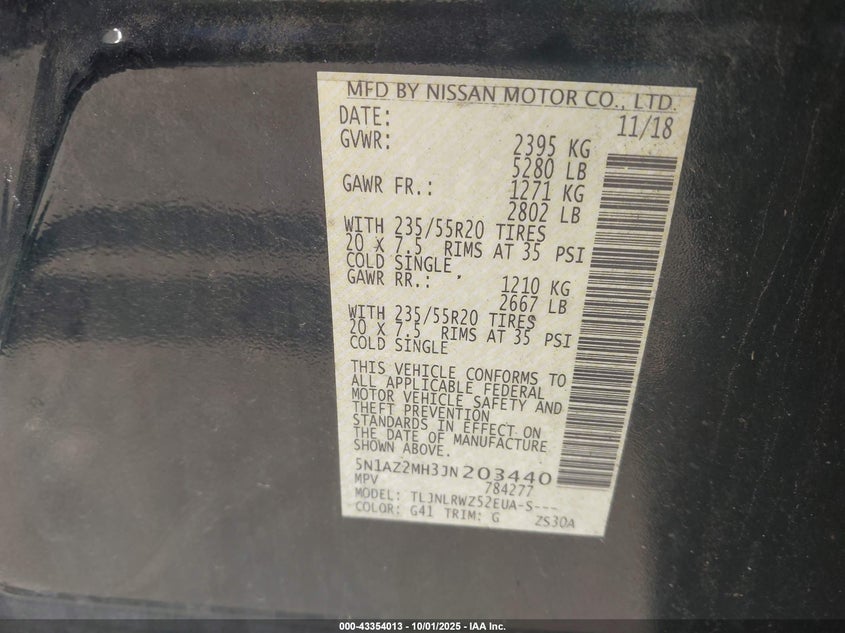 MFD BY NISSAN MOTOR CO., LTD.
DATE: 11/18
GVWR: 2395 KG
5280 LB
GAWR FR.: 1271 KG
2802 LB
WITH 235/55R20 TIRES
20 X 7.5 RIMS AT 35 PSI
COLD SINGLE
GAWR RR.: 1210 KG
2667 LB
WITH 235/55R20 TIRES
20 X 7.5 RIMS AT 35 PSI
COLD SINGLE
THIS VEHICLE CONFORMS TO
ALL APPLICABLE FEDERAL
MOTOR VEHICLE SAFETY AND
THEFT PREVENTION
STANDARDS IN EFFECT ON
THE DATE OF MANUFACTURE
SHOWN ABOVE.
5N1AZ2MH3JN203440
MPV 784277
MODEL: TLJNLRWZ52EUA-S---
COLOR: G41 TRIM: G ZS30A
000-43354013 - 10/01/2025 - IAA Inc.